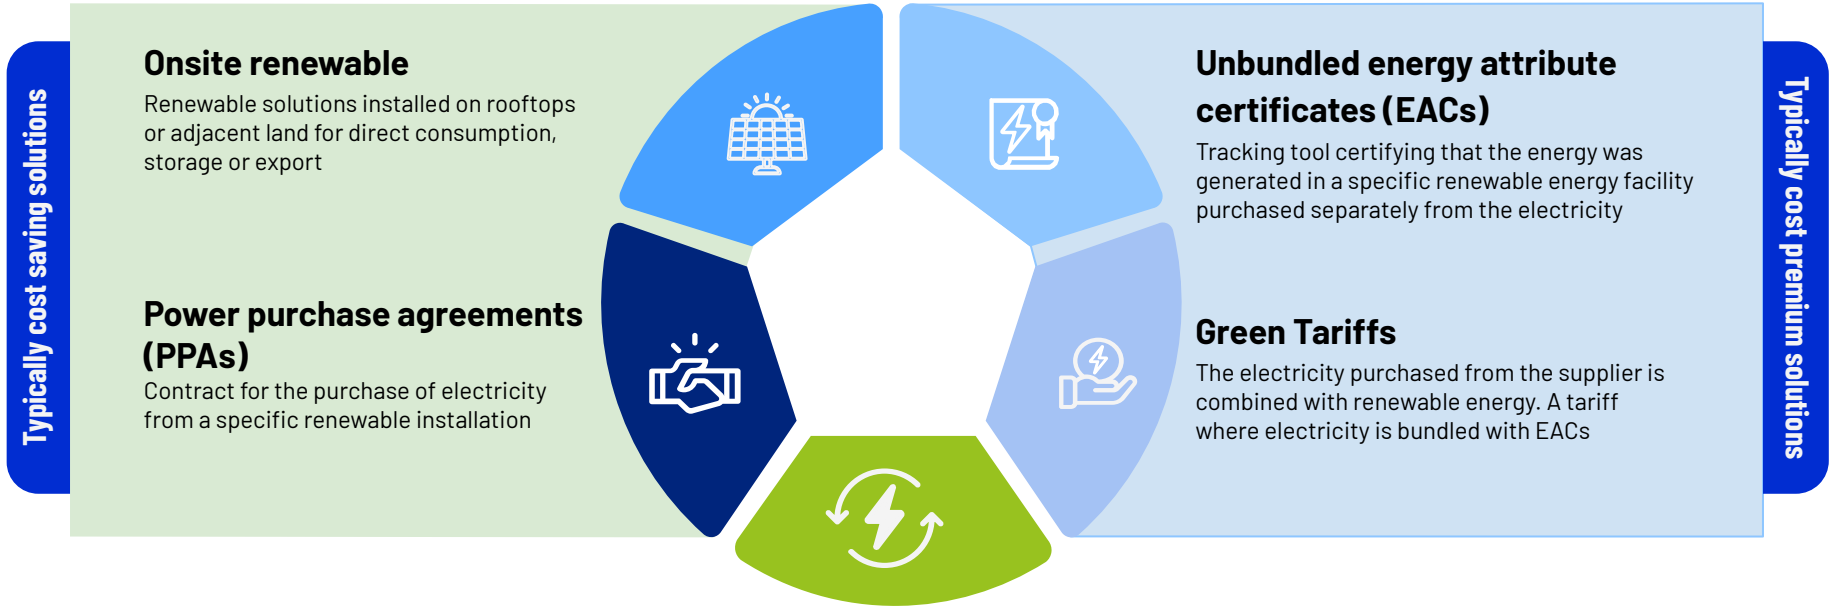 Typically cost saving solutions
Onsite renewable
Renewable solutions installed on rooftops
or adjacent land for direct consumption,
storage or export
Power purchase agreements
(PPAs)
Contract for the purchase of electricity
from a specific renewable installation
Unbundled energy attribute
certificates (EACs)
Tracking tool certifying that the energy was
generated in a specific renewable energy facility
purchased separately from the electricity
Green Tariffs
The electricity purchased from the supplier is
combined with renewable energy. A tariff
where electricity is bundled with EACs
Typically cost premium solutions